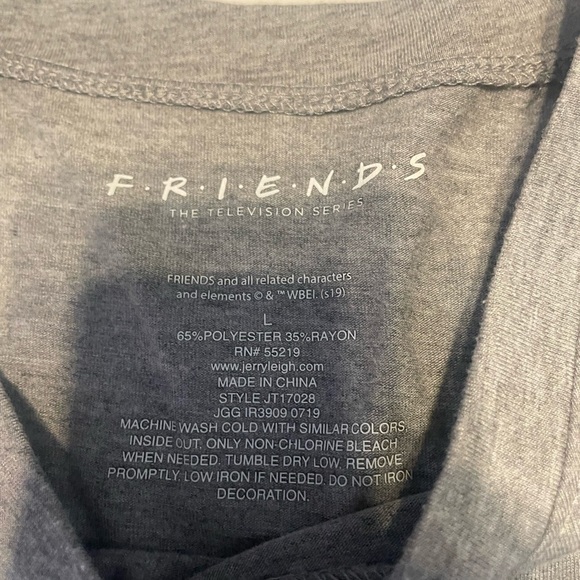 F·R·I·E·N·D·S
THE TELEVISION SERIES
FRIENDS and all related characters
and elements © & ™ WBEI. (s19)
L
65%POLYESTER 35%RAYON
RN# 55219
www.jerryleigh.com
MADE IN CHINA
STYLE JT17028
JGG IR3909 0719
MACHINE WASH COLD WITH SIMILAR COLORS,
INSIDE OUT. ONLY NON-CHLORINE BLEACH
WHEN NEEDED. TUMBLE DRY LOW, REMOVE
PROMPTLY. LOW IRON IF NEEDED. DO NOT IRON
DECORATION.